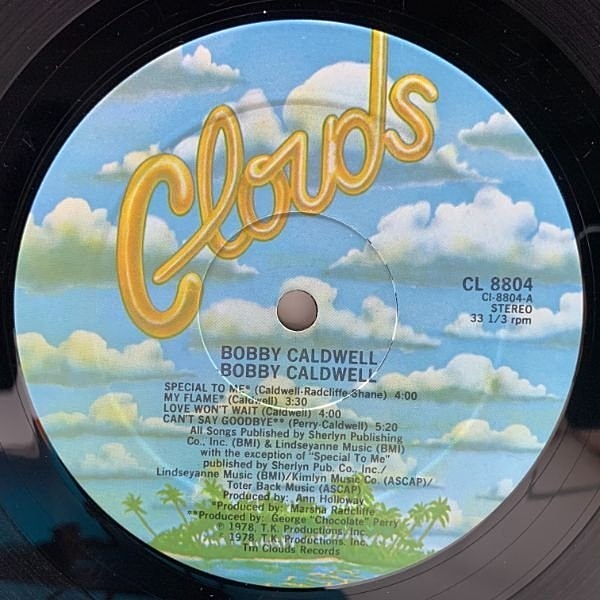 Clouds
CL 8804
Cl-8804-A
STEREO
33 1/3 rpm
BOBBY CALDWELL
BOBBY CALDWELL
SPECIAL TO ME* (Caldwell-Radcliffe-Shane) 4:00
MY FLAME* (Caldwell) 3:30
LOVE WON'T WAIT (Caldwell) 4:00
CAN'T SAY GOODBYE** (Perry-Caldwell) 5:20
All Songs Published by Sherlyn Publishing
Co., Inc. (BMI) & Lindseyanne Music (BMI)
with the exception of "Special To Me"
published by Sherlyn Pub. Co., Inc./
Lindseyanne Music (BMI)/Kimlyn Music Co. (ASCAP)/
Toter Back Music (ASCAP)
Produced by: Ann Holloway
*Produced by: Marsha Radcliffe
**Produced by: George "Chocolate" Perry
℗ 1978, T.K. Productions, Inc.
© 1978, T.K. Productions, Inc.
Tm Clouds Records